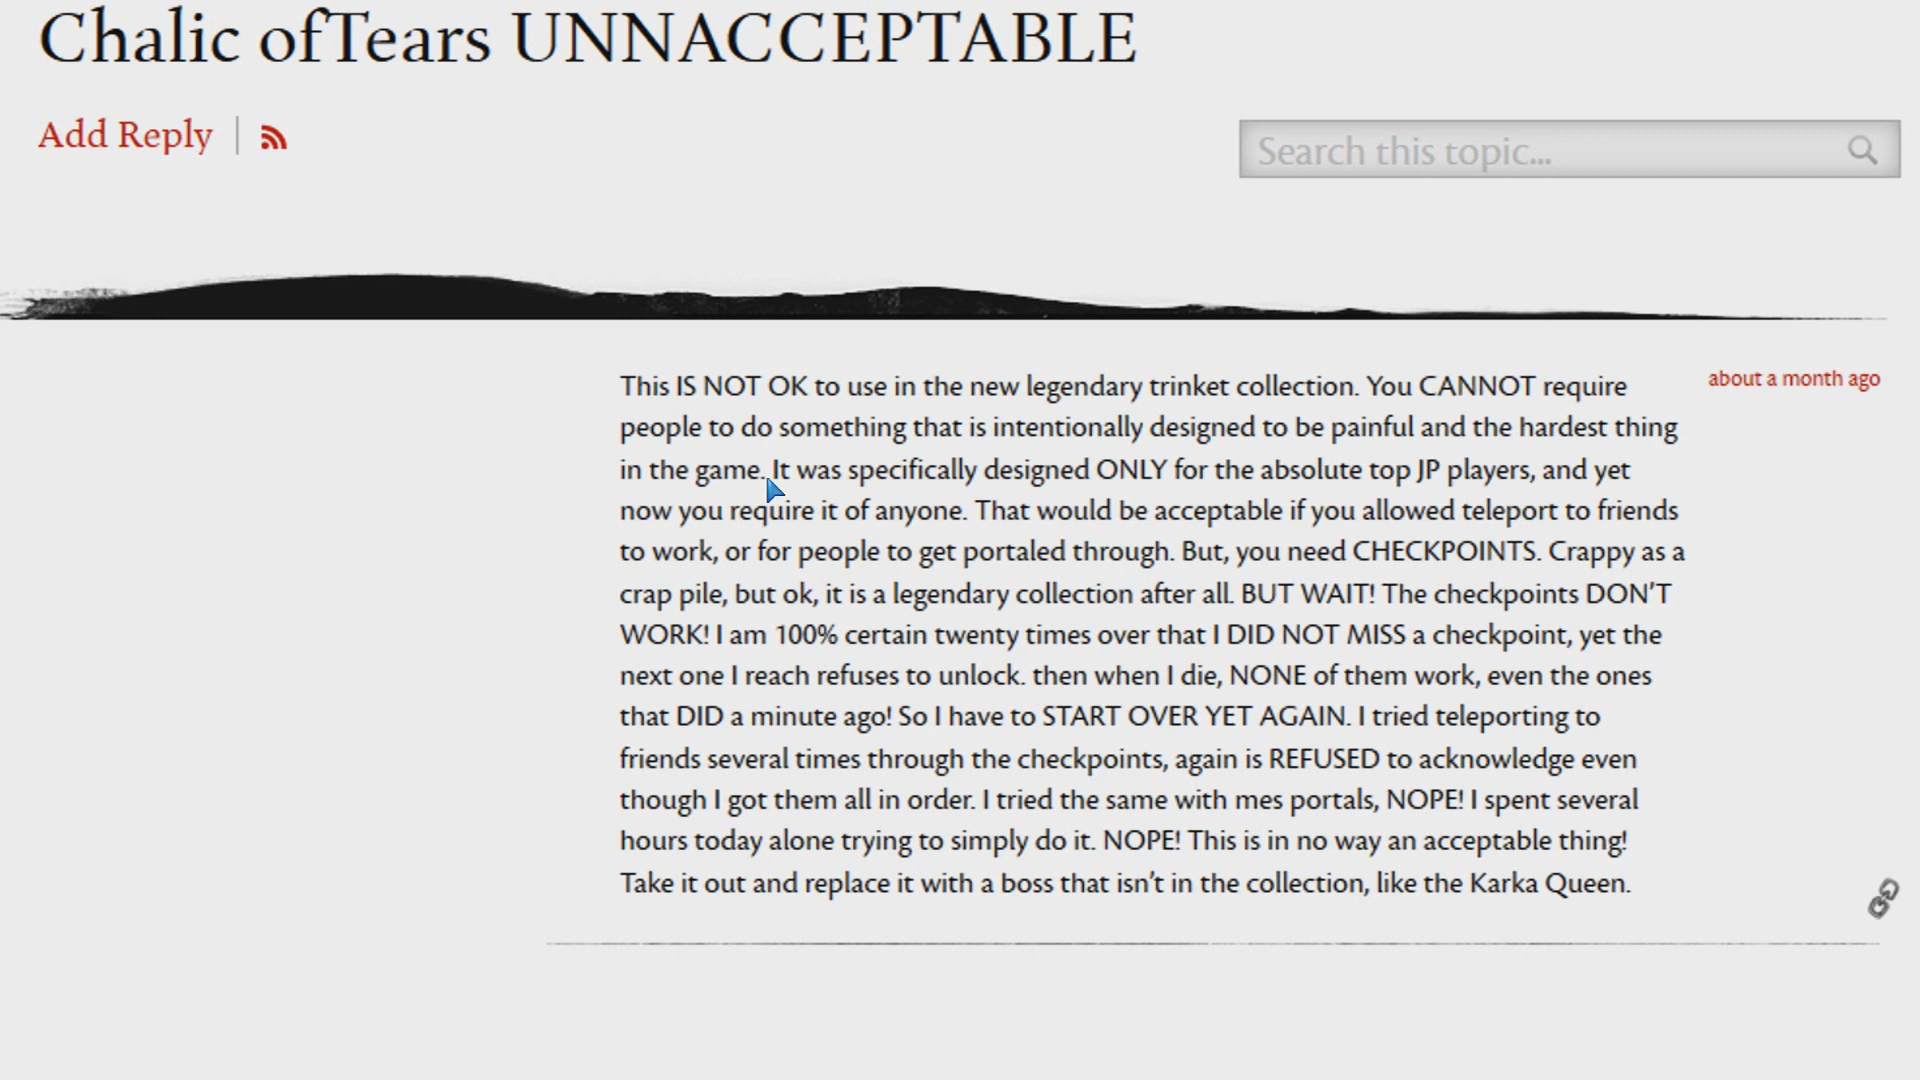 Chalic ofTears UNNACCEPTABLE
Add Reply
Search this topic...
This IS NOT OK to use in the new legendary trinket collection. You CANNOT require
about a month ago
people to do something that is intentionally designed to be painful and the hardest thing
in the game. It was specifically designed ONLY for the absolute top JP players, and yet
now you require it of anyone. That would be acceptable if you allowed teleport to friends
to work, or for people to get portaled through. But, you need CHECKPOINTS. Crappy as a
crap pile, but ok, it is a legendary collection after all. BUT WAIT! The checkpoints DON'T
WORK! I am 100% certain twenty times over that I DID NOT MISS a checkpoint, yet the
next one I reach refuses to unlock. then when I die, NONE of them work, even the ones
that DID a minute ago! So I have to START OVER YET AGAIN. I tried teleporting to
friends several times through the checkpoints, again is REFUSED to acknowledge even
though I got them all in order. I tried the same with mes portals, NOPE! I spent several
hours today alone trying to simply do it. NOPE! This is in no way an acceptable thing!
Take it out and replace it with a boss that isn't in the collection, like the Karka Queen.